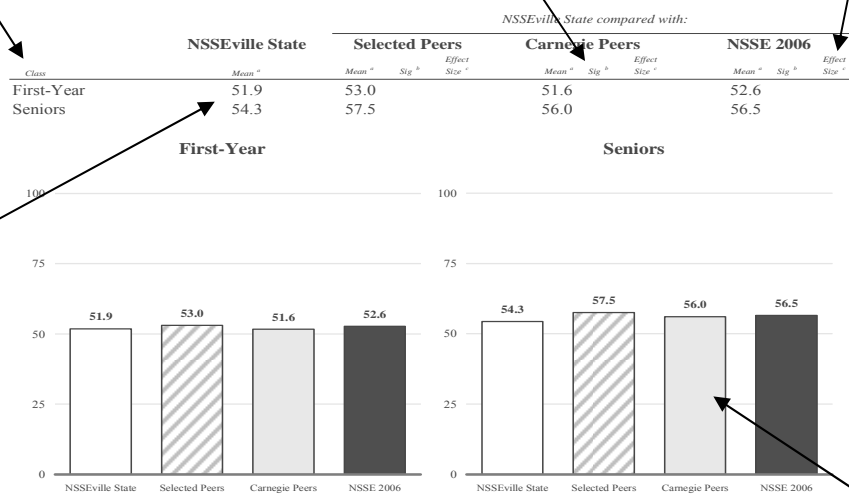 NSSEville State compared with:
NSSEville State Selected Peers Carnegie Peers NSSE 2006
Effect Effect Effect
Class Mean a Mean a Sig b Size c Mean a Sig b Size c Mean a Sig b Size c
First-Year 51.9 53.0 51.6 52.6
Seniors 54.3 57.5 56.0 56.5
First-Year
100
75
50
25
0
51.9 53.0 51.6 52.6
NSSEville State Selected Peers Carnegie Peers NSSE 2006
Seniors
100
75
50
25
0
54.3 57.5 56.0 56.5
NSSEville State Selected Peers Carnegie Peers NSSE 2006